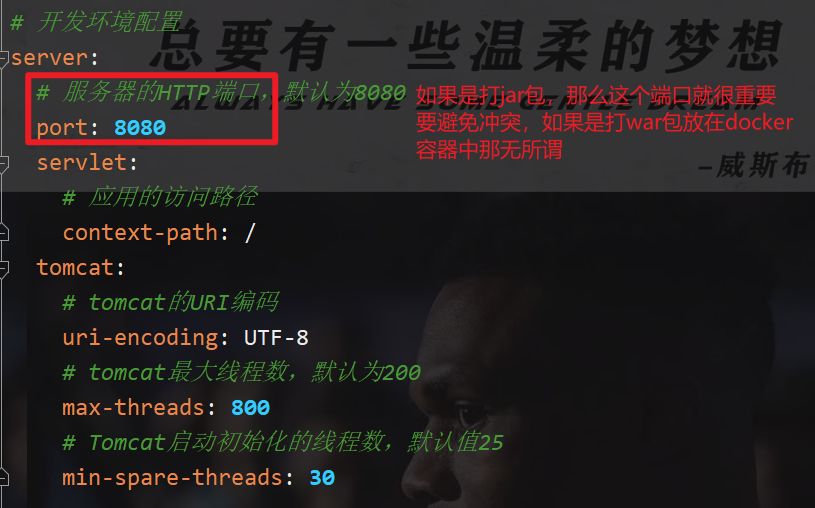 # 开发环境配置
总要有一些温柔的梦想
server:
# 服务器的HTTP端口，默认为8080
如果是打jar包，那么这个端口就很重要
要避免冲突，如果是打war包放在docker
容器中那无所谓
ALWAYS HAVE SOME GENTLE DREAM
port: 8080
servlet:
-威斯布
# 应用的访问路径
context-path: /
tomcat:
# tomcat的URI编码
uri-encoding: UTF-8
# tomcat最大线程数，默认为200
max-threads: 800
# Tomcat启动初始化的线程数，默认值25
min-spare-threads: 30